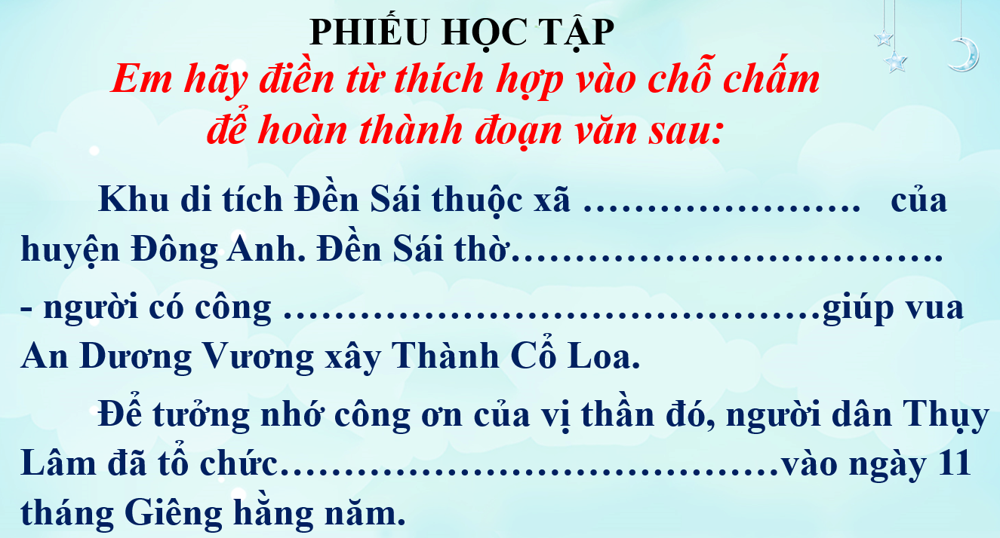 PHIẾU HỌC TẬP
Em hãy điền từ thích hợp vào chỗ chấm
để hoàn thành đoạn văn sau:
Khu di tích Đền Sái thuộc xã …………………. của
huyện Đông Anh. Đền Sái thờ…………………………….
- người có công ……………………………………giúp vua
An Dương Vương xây Thành Cổ Loa.
Để tưởng nhớ công ơn của vị thần đó, người dân Thụy
Lâm đã tổ chức…………………………………vào ngày 11
tháng Giêng hằng năm.